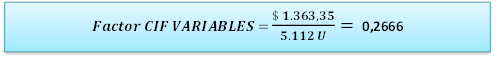 Factor CIF VARIABLES = $ 1.363,35 / 5.112 U = 0,2666